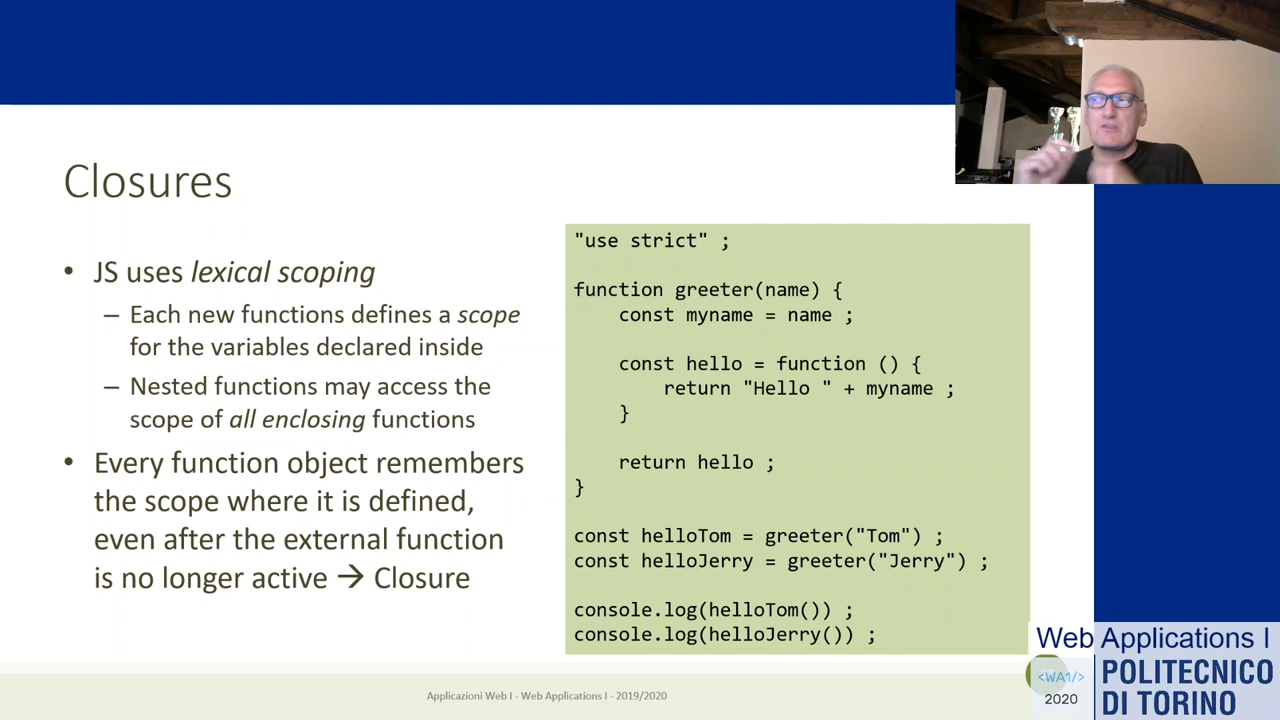 Closures
• JS uses lexical scoping
– Each new functions defines a scope
for the variables declared inside
– Nested functions may access the
scope of all enclosing functions
• Every function object remembers
the scope where it is defined,
even after the external function
is no longer active → Closure
"use strict" ;
function greeter(name) {
    const myname = name ;
    const hello = function () {
        return "Hello " + myname ;
    }
    return hello ;
}
const helloTom = greeter("Tom") ;
const helloJerry = greeter("Jerry") ;
console.log(helloTom()) ;
console.log(helloJerry()) ;
Applicazioni Web I - Web Applications I - 2019/2020
Web Applications I
<WA1/>
2020
POLITECNICO
DI TORINO